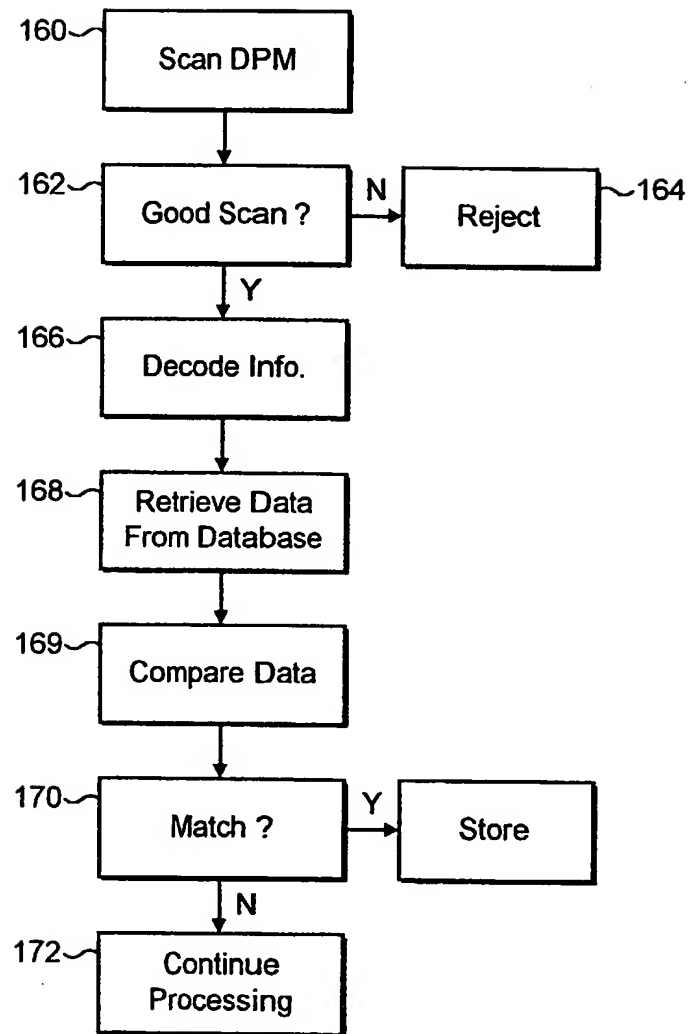 160
Scan DPM
162
Good Scan ?
N
Reject
164
Y
166
Decode Info.
168
Retrieve Data
From Database
169
Compare Data
170
Match ?
Y
Store
N
172
Continue
Processing